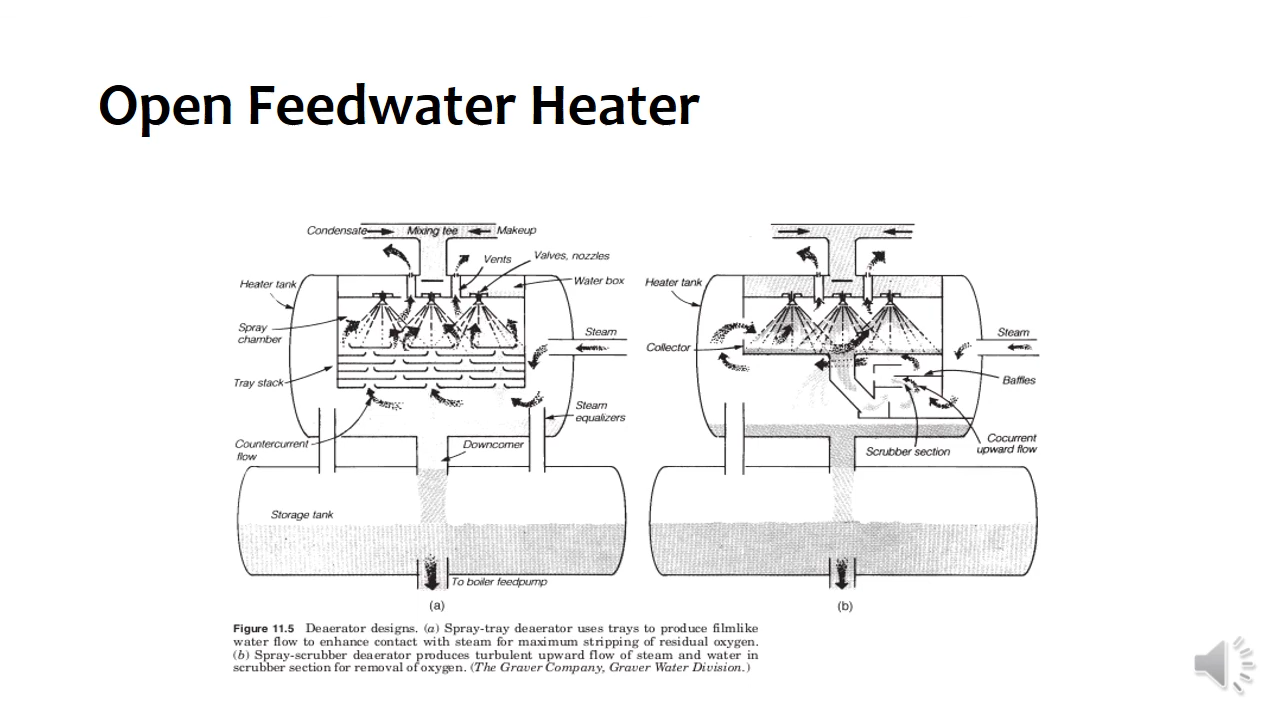 Open Feedwater Heater
Condensate
Mixing tee
Makeup
Vents
Valves, nozzles
Heater tank
Water box
Spray
chamber
Steam
Tray stack
Steam
equalizers
Countercurrent
flow
Downcomer
Storage tank
To boiler feedpump
(a)
Heater tank
Steam
Collector
Baffles
Scrubber section
Cocurrent
upward flow
(b)
Figure 11.5 Deaerator designs. (a) Spray-tray deaerator uses trays to produce filmlike
water flow to enhance contact with steam for maximum stripping of residual oxygen.
(b) Spray-scrubber deaerator produces turbulent upward flow of steam and water in
scrubber section for removal of oxygen. (The Graver Company, Graver Water Division.)